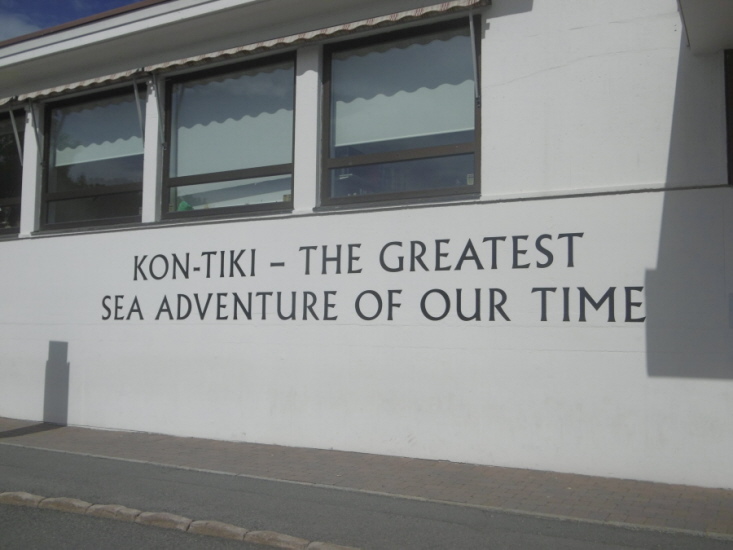 KON-TIKI – THE GREATEST
SEA ADVENTURE OF OUR TIME